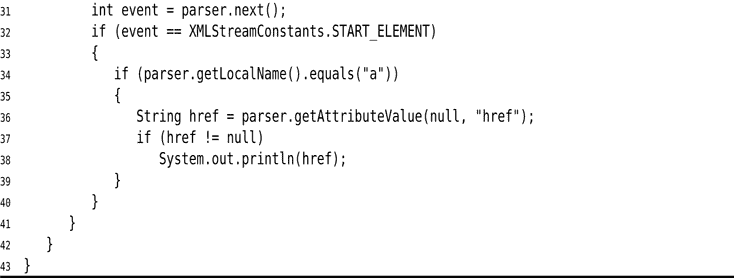 31          int event = parser.next();
32          if (event == XMLStreamConstants.START_ELEMENT)
33          {
34             if (parser.getLocalName().equals("a"))
35             {
36                String href = parser.getAttributeValue(null, "href");
37                if (href != null)
38                   System.out.println(href);
39             }
40          }
41       }
42    }
43 }